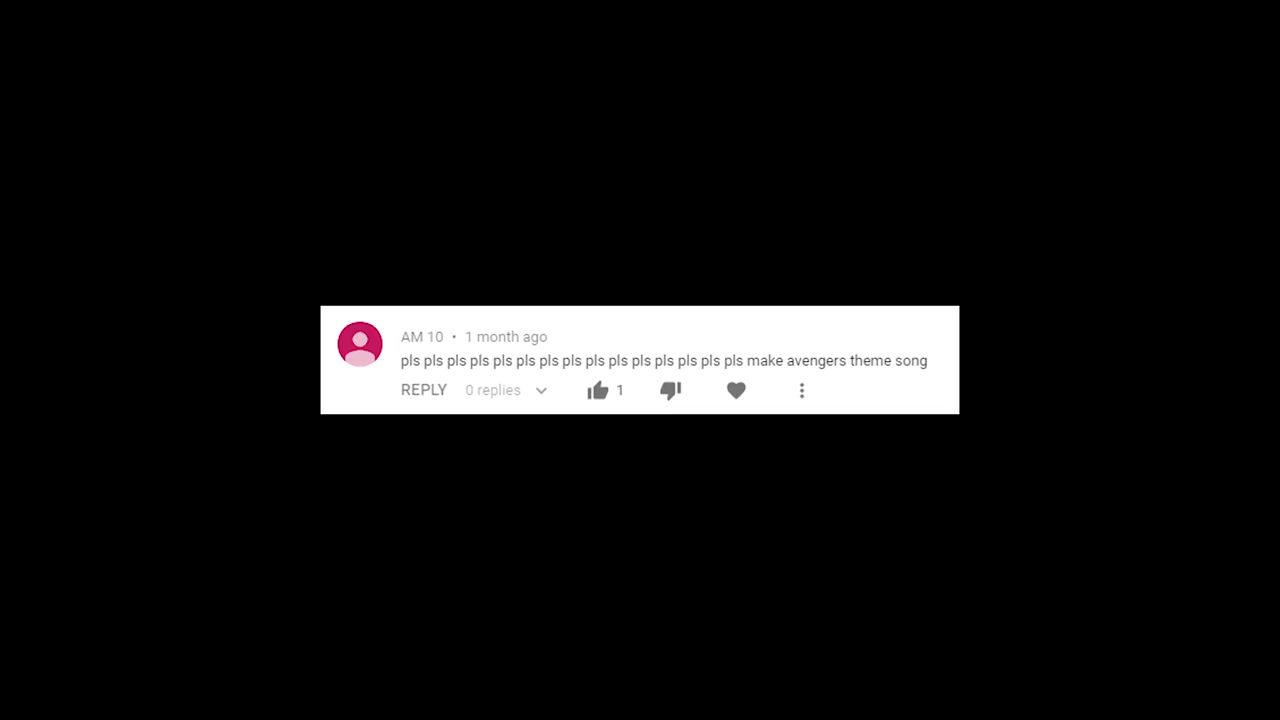 AM 10 • 1 month ago
pls pls pls pls pls pls pls pls pls pls pls pls pls pls pls make avengers theme song
REPLY 0 replies 1